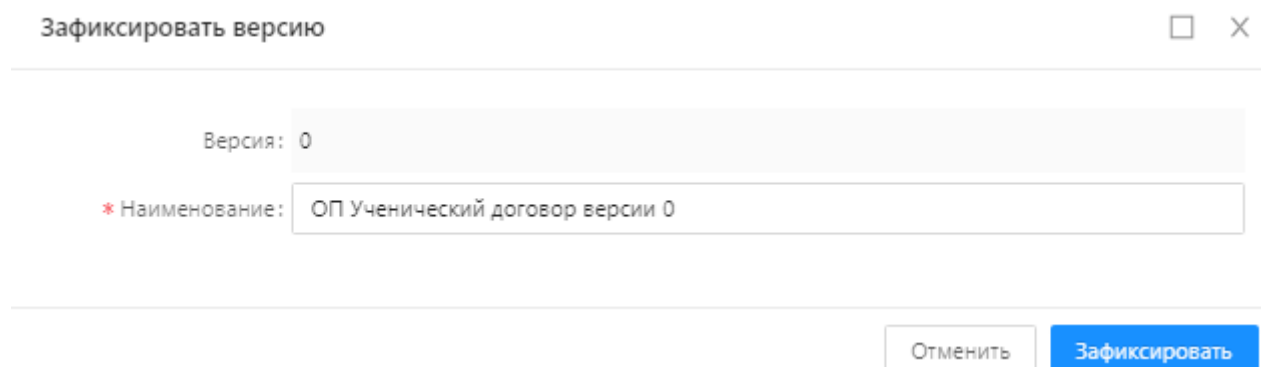 Зафиксировать версию
Версия: 0
* Наименование: ОП Ученический договор версии 0
Отменить Зафиксировать